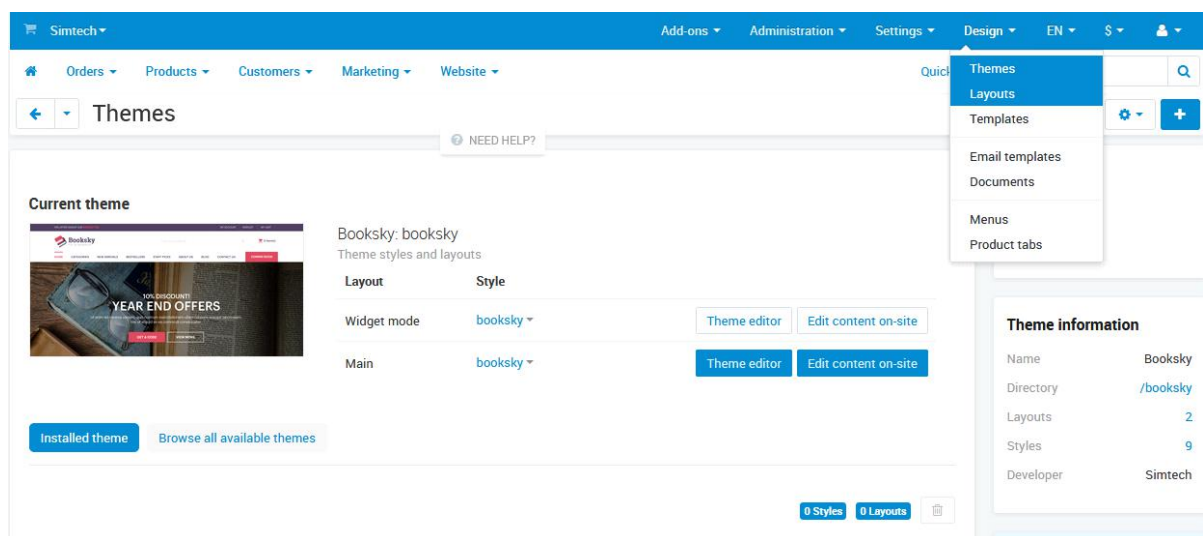 Simtech
Add-ons Administration Settings Design EN $
Orders Products Customers Marketing Website Quick
Themes
Layouts
Templates
Email templates
Documents
Menus
Product tabs
Themes
NEED HELP?
Current theme
Booksky
10% DISCOUNT!
YEAR END OFFERS
Booksky: booksky
Theme styles and layouts
Layout Style
Widget mode booksky Theme editor Edit content on-site
Main booksky Theme editor Edit content on-site
Installed theme Browse all available themes
0 Styles 0 Layouts
Theme information
Name Booksky
Directory /booksky
Layouts 2
Styles 9
Developer Simtech